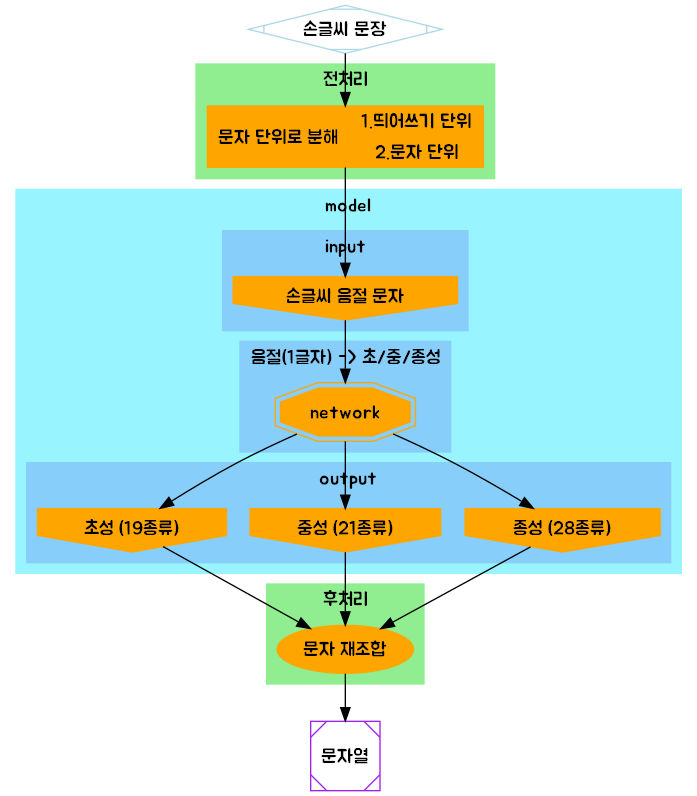 손글씨 문장
전처리
문자 단위로 분해
1.띄어쓰기 단위
2.문자 단위
model
input
손글씨 음절 문자
음절(1글자) -> 초/중/종성
network
output
초성 (19종류)
중성 (21종류)
종성 (28종류)
후처리
문자 재조합
문자열